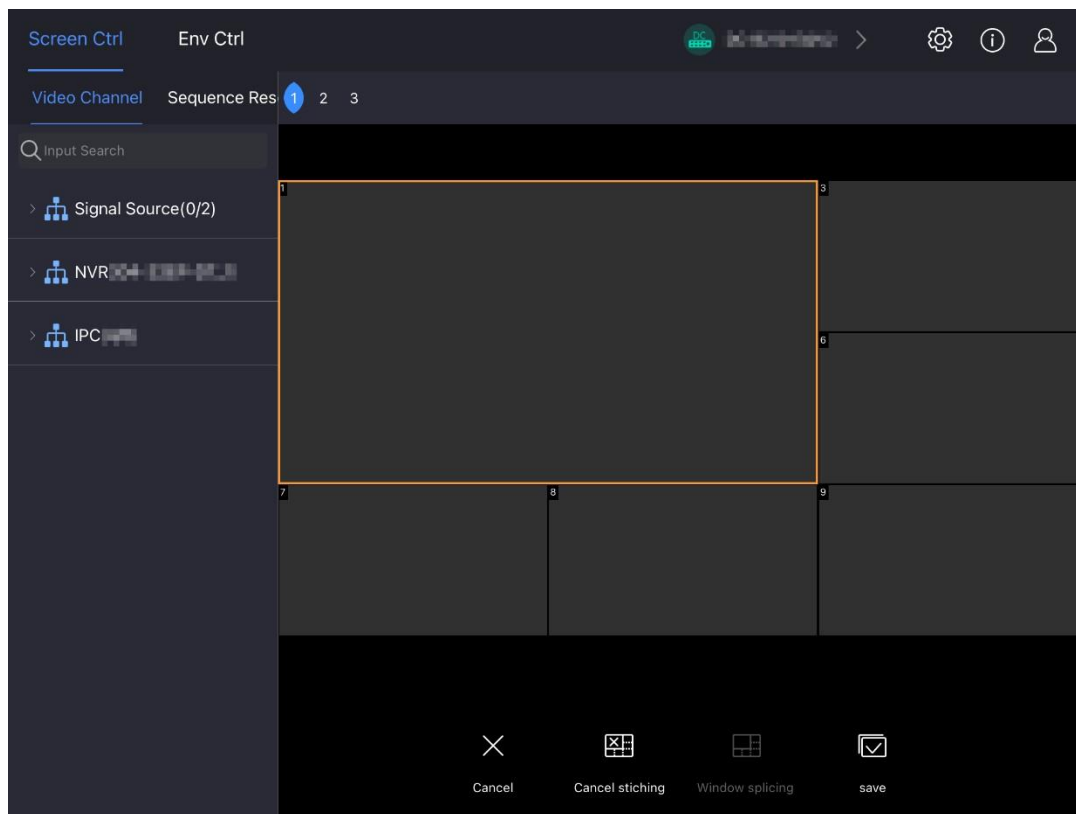 Screen Ctrl Env Ctrl DC
Video Channel Sequence Res 1 2 3
Input Search
1 3
Signal Source(0/2)
NVR
IPC
6
7 8 9
Cancel Cancel stiching Window splicing save